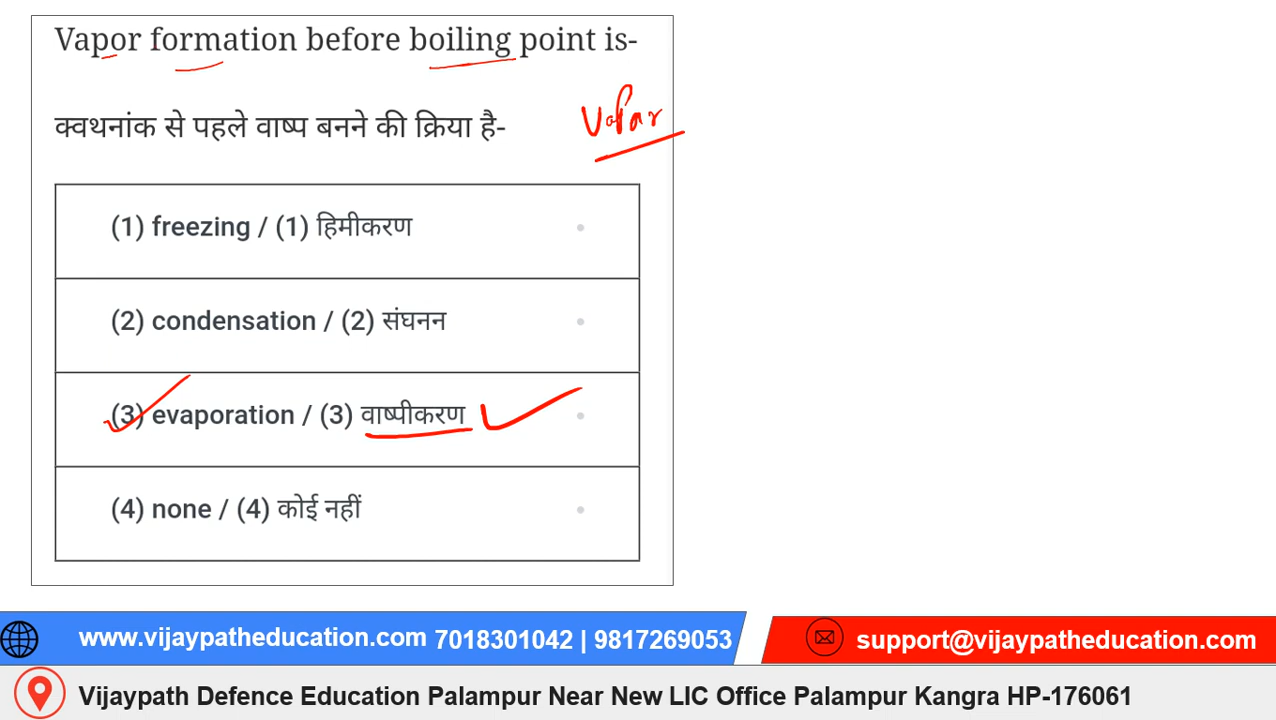 Vapor formation before boiling point is-
क्वथनांक से पहले वाष्प बनने की क्रिया है-
Vapar
(1) freezing / (1) हिमीकरण
(2) condensation / (2) संघनन
(3) evaporation / (3) वाष्पीकरण
(4) none / (4) कोई नहीं
www.vijaypatheducation.com 7018301042 | 9817269053
support@vijaypatheducation.com
Vijaypath Defence Education Palampur Near New LIC Office Palampur Kangra HP-176061